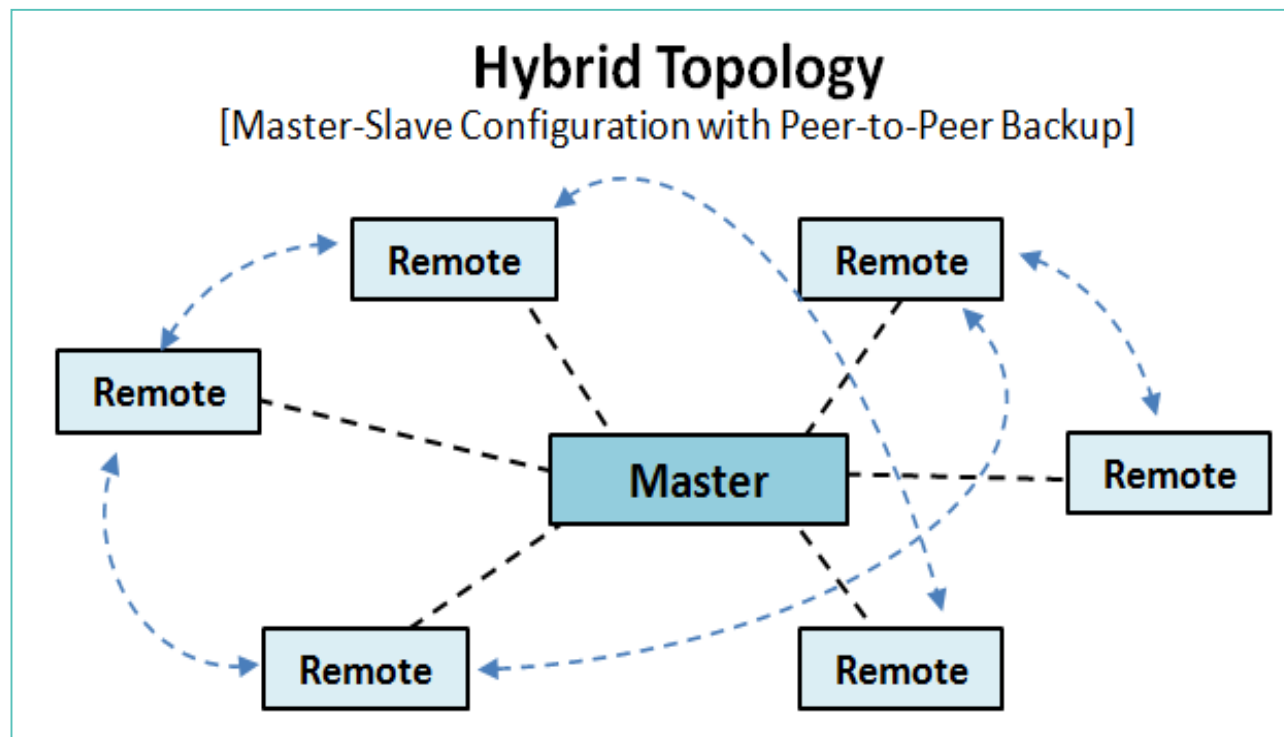 Hybrid Topology
[Master-Slave Configuration with Peer-to-Peer Backup]
Remote
Remote
Remote
Remote
Master
Remote
Remote